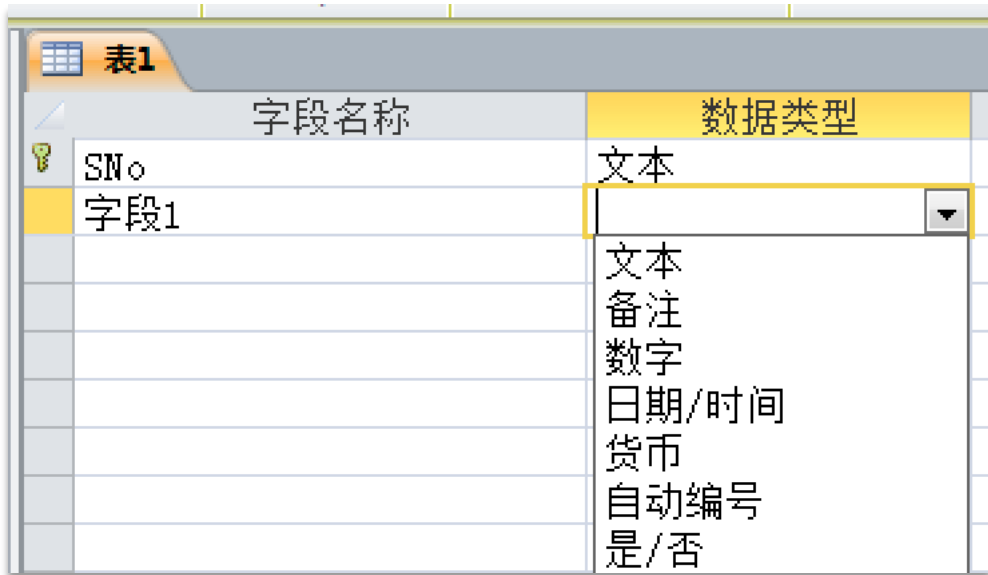 表1
字段名称 数据类型
SNo 文本
字段1
文本
备注
数字
日期/时间
货币
自动编号
是/否